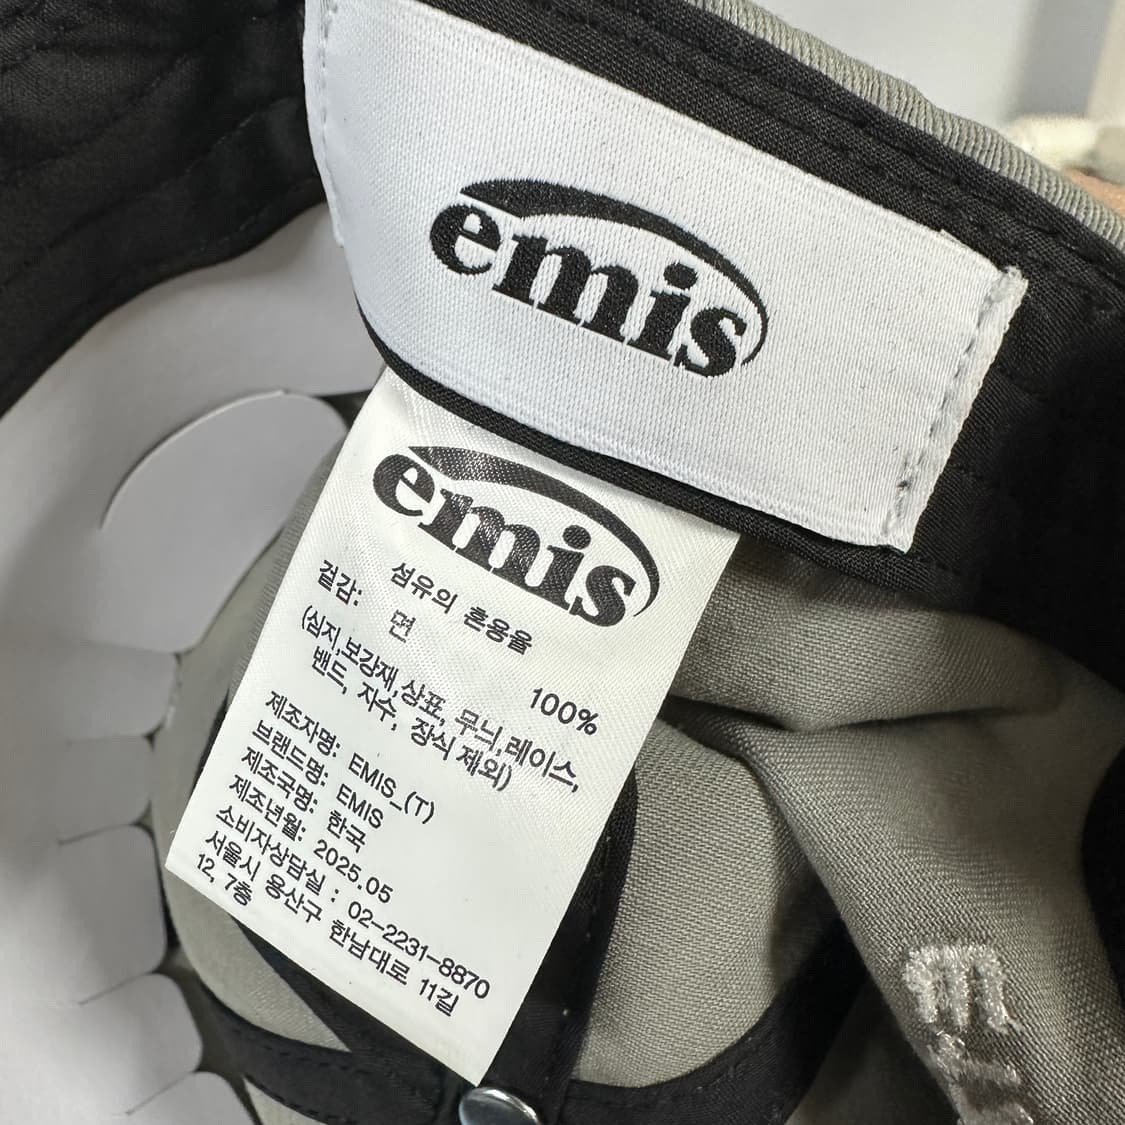 emis
emis
섬유의 혼용율
겉감: 면 100%
(심지,보강재,상표, 무늬,레이스,
밴드, 자수, 장식 제외)
제조자명: EMIS_(T)
브랜드명: EMIS
제조국명: 한국
제조년월: 2025.05
소비자상담실 : 02-2231-8870
서울시 용산구 한남대로 11길
12, 7층